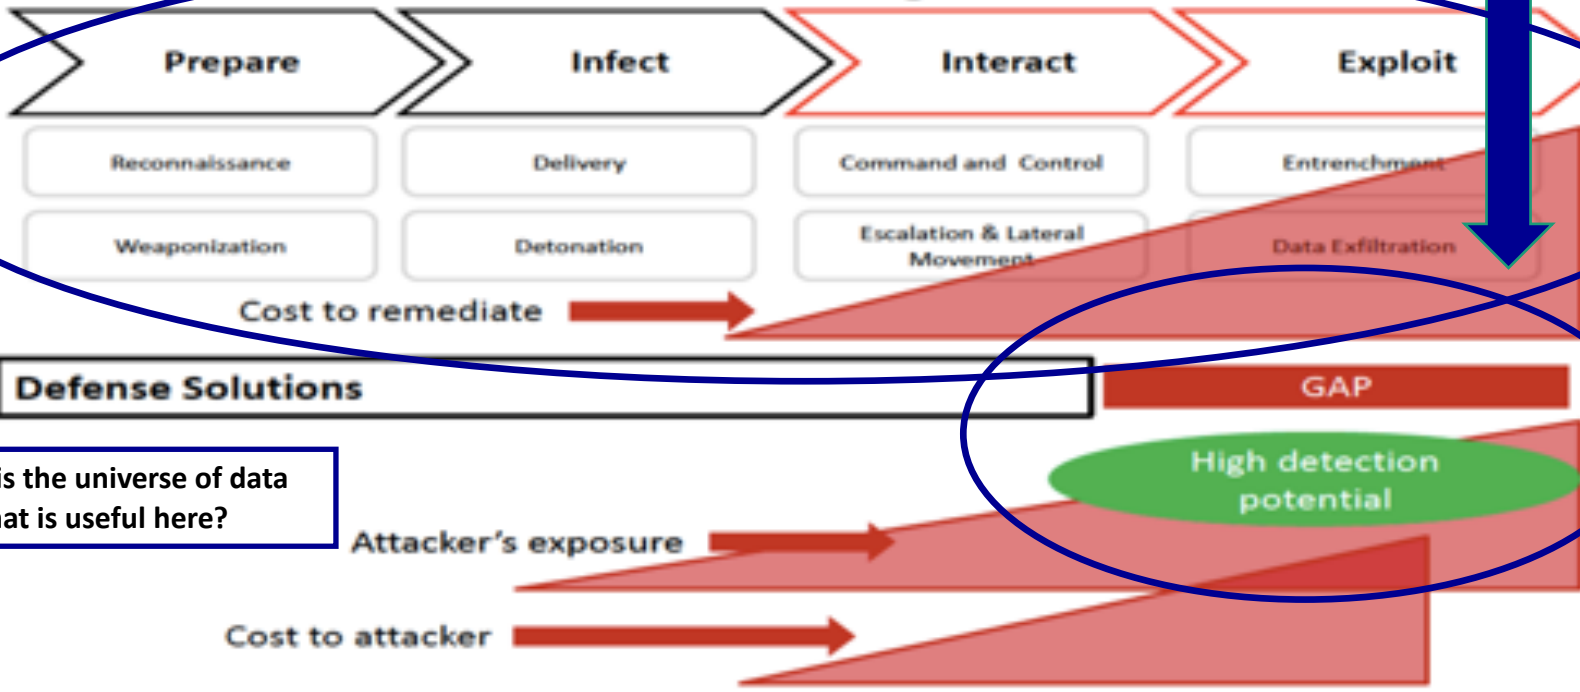 Prepare
Infect
Interact
Exploit
Reconnaissance
Delivery
Command and Control
Entrenchment
Weaponization
Detonation
Escalation & Lateral
Movement
Data Exfiltration
Cost to remediate
Defense Solutions
GAP
is the universe of data
at is useful here?
High detection
potential
Attacker's exposure
Cost to attacker